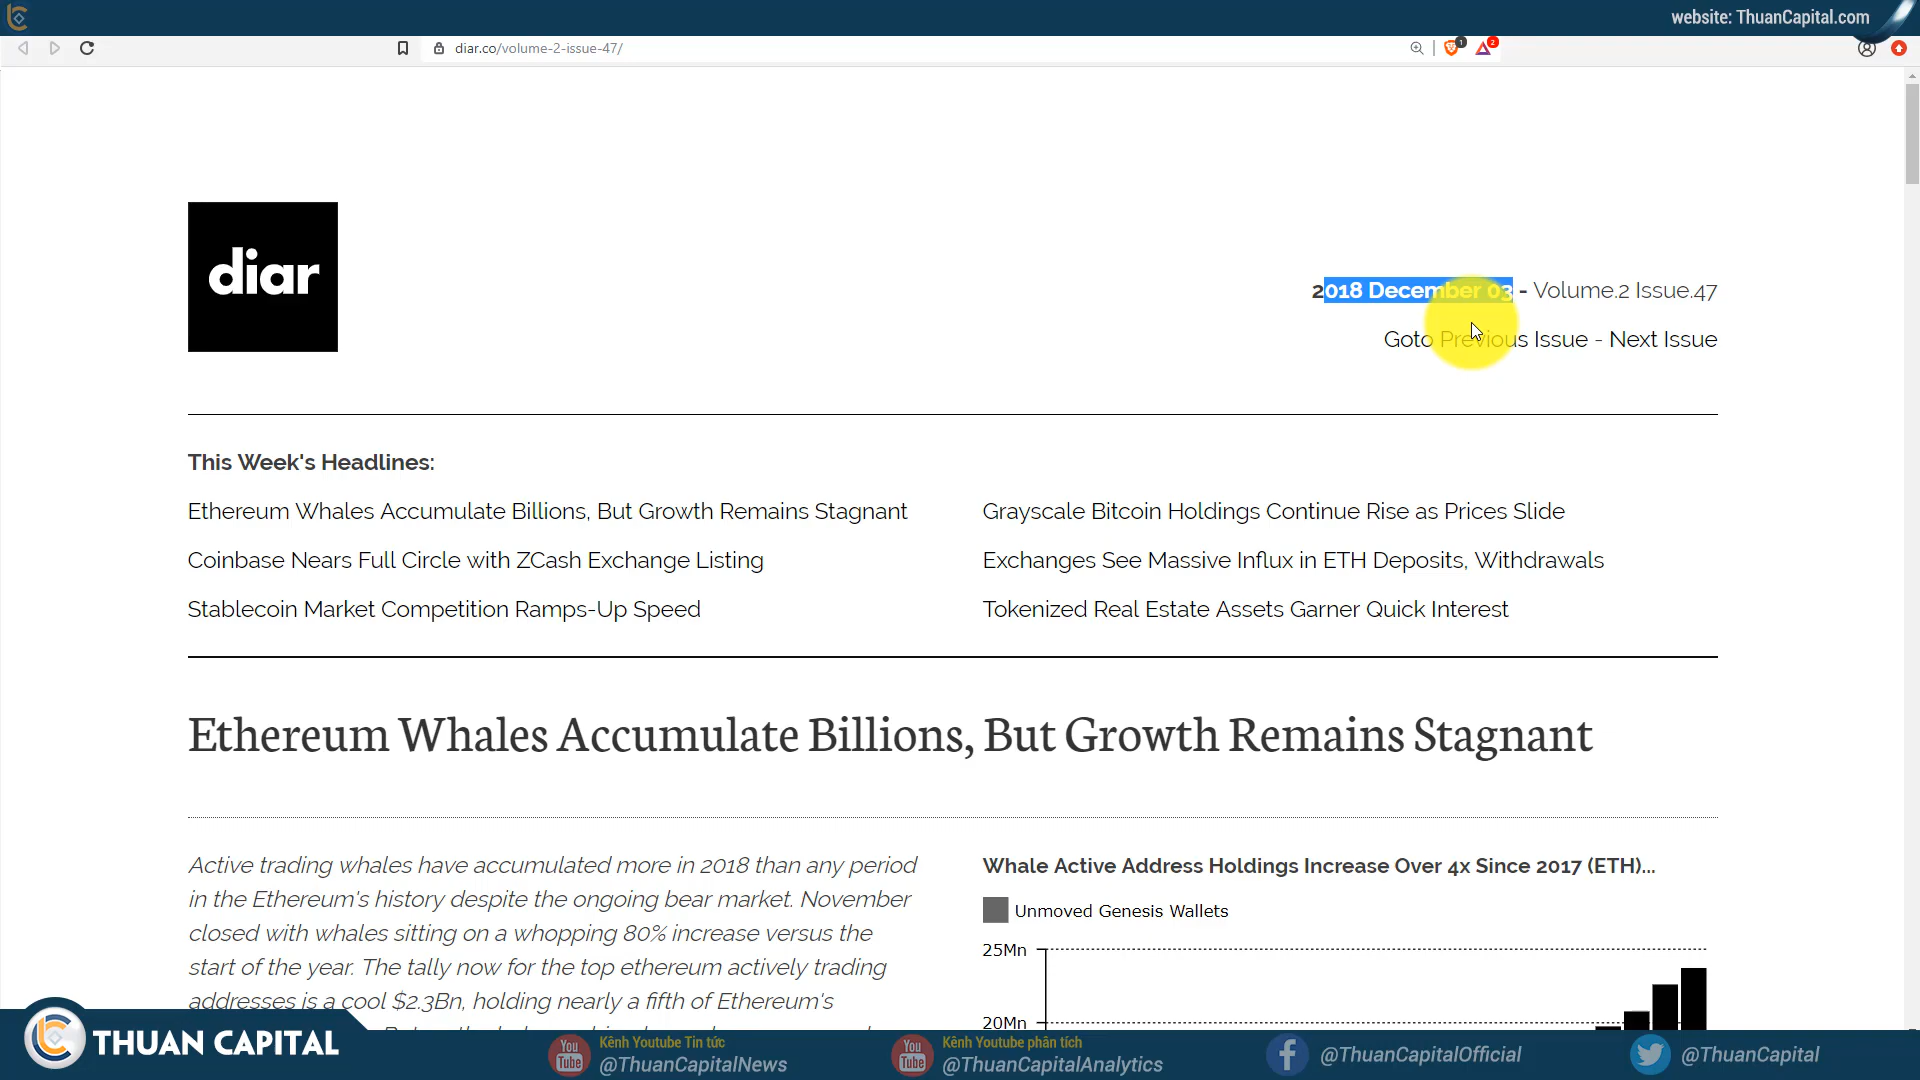 website: ThuanCapital.com
diar.co/volume-2-issue-47/
1
2
diar
2018 December 03 - Volume.2 Issue.47
Goto Previous Issue - Next Issue
This Week's Headlines:
Ethereum Whales Accumulate Billions, But Growth Remains Stagnant
Coinbase Nears Full Circle with ZCash Exchange Listing
Stablecoin Market Competition Ramps-Up Speed
Grayscale Bitcoin Holdings Continue Rise as Prices Slide
Exchanges See Massive Influx in ETH Deposits, Withdrawals
Tokenized Real Estate Assets Garner Quick Interest
Ethereum Whales Accumulate Billions, But Growth Remains Stagnant
Active trading whales have accumulated more in 2018 than any period
in the Ethereum's history despite the ongoing bear market. November
closed with whales sitting on a whopping 80% increase versus the
start of the year. The tally now for the top ethereum actively trading
addresses is a cool $2.3Bn, holding nearly a fifth of Ethereum's
Whale Active Address Holdings Increase Over 4x Since 2017 (ETH)...
Unmoved Genesis Wallets
25Mn
20Mn
THUAN CAPITAL
You Tube
Kênh Youtube Tin tức
@ThuanCapitalNews
You Tube
Kênh Youtube phân tích
@ThuanCapitalAnalytics
@ThuanCapitalOfficial
@ThuanCapital